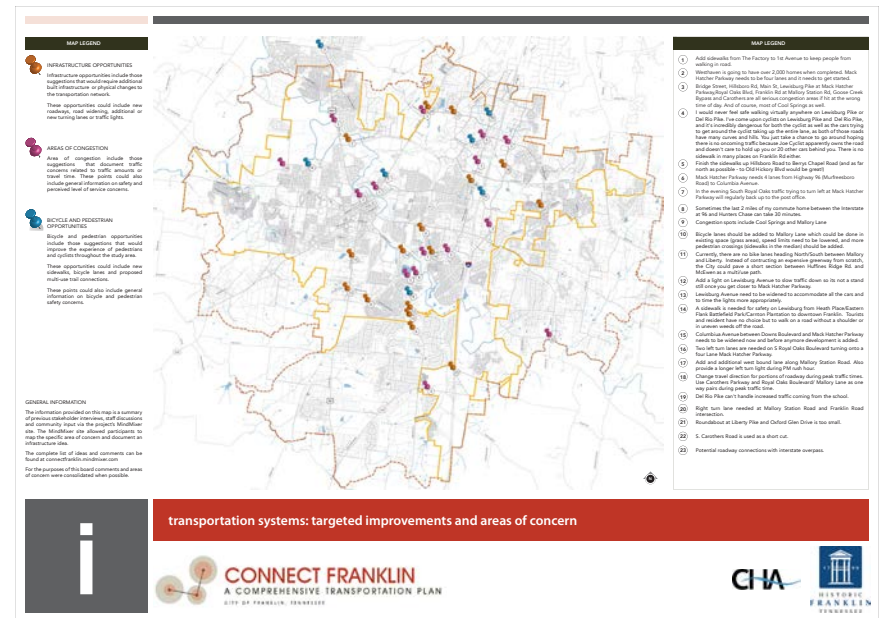 MAP LEGEND
INFRASTRUCTURE OPPORTUNITIES
Infrastructure opportunities include those
suggestions that would require additional
built infrastructure or physical changes to
the transportation network.
These opportunities could include new
roadways, road widening, additional or
new turning lanes or traffic lights.
AREAS OF CONGESTION
Area of congestion include those
suggestions that document traffic
concerns related to traffic amounts or
travel time. These points could also
include general information on safety and
perceived level of service concerns.
BICYCLE AND PEDESTRIAN
OPPORTUNITIES
Bicycle and pedestrian opportunities
include those suggestions that would
improve the experience of pedestrians
and cyclists throughout the study area.
These opportunities could include new
sidewalks, bicycle lanes and proposed
multi-use trail connections.
These points could also include general
information on bicycle and pedestrian
safety concerns.
GENERAL INFORMATION
The information provided on this map is a summary
of previous stakeholder interviews, staff discussions
and community input via the project's MindMixer
site. The MindMixer site allowed participants to
map the specific area of concern and document an
infrastructure idea.
The complete list of ideas and comments can be
found at connectfranklin.mindmixer.com
For the purposes of this board comments and areas
of concern were consolidated when possible.
MAP LEGEND
1 Add sidewalks from The Factory to 1st Avenue to keep people from
walking in road.
2 Westhaven is going to have over 2,000 homes when completed. Mack
Hatcher Parkway needs to be four lanes and it needs to get started.
3 Bridge Street, Hillsboro Rd, Main St, Lewisburg Pike at Mack Hatcher
Parkway,Royal Oaks Blvd, Franklin Rd at Mallory Station Rd, Goose Creek
Bypass and Carothers are all serious congestion areas if hit at the wrong
time of day. And of course, most of Cool Springs as well.
4 I would never feel safe walking virtually anywhere on Lewisburg Pike or
Del Rio Pike. I've come upon cyclists on Lewisburg Pike and Del Rio Pike,
and it's incredibly dangerous for both the cyclist as well as the cars trying
to get around the cyclist taking up the entire lane, as both of those roads
have many curves and hills. You just take a chance to go around hoping
there is no oncoming traffic because Joe Cyclist apparently owns the road
and doesn't care to hold up you or 20 other cars behind you. There is no
sidewalk in many places on Franklin Rd either.
5 Finish the sidewalks up Hillsboro Road to Berrys Chapel Road (and as far
north as possible - to Old Hickory Blvd would be great!)
6 Mack Hatcher Parkway needs 4 lanes from Highway 96 (Murfreesboro
Road) to Columbia Avenue.
7 In the evening South Royal Oaks traffic trying to turn left at Mack Hatcher
Parkway will regularly back up to the post office.
8 Sometimes the last 2 miles of my commute home between the Interstate
at 96 and Hunters Chase can take 30 minutes.
9 Congestion spots include Cool Springs and Mallory Lane
10 Bicycle lanes should be added to Mallory Lane which could be done in
existing space (grass areas), speed limits need to be lowered, and more
pedestrian crossings (sidewalks in the median) should be added.
11 Currently, there are no bike lanes heading North/South between Mallory
and Liberty. Instead of contructing an expensive greenway from scratch,
the City could pave a short section between Huffines Ridge Rd. and
McEwen as a multi/use path.
12 Add a light on Lewisburg Avenue to slow traffic down so its not a stand
still once you get closer to Mack Hatcher Parkway.
13 Lewisburg Avenue need to be widened to accommodate all the cars and
to time the lights more appropriately.
14 A sidewalk is needed for safety on Lewisburg from Heath Place/Eastern
Flank Battlefield Park/Carnton Plantation to downtown Franklin. Tourists
and resident have no choice but to walk on a road without a shoulder or
in uneven weeds off the road.
15 Columbia Avenue between Downs Boulevard and Mack Hatcher Parkway
needs to be widened now and before anymore development is added.
16 Two left turn lanes are needed on S Royal Oaks Boulevard turning onto a
four Lane Mack Hatcher Parkway.
17 Add and additional west bound lane along Mallory Station Road. Also
provide a longer left turn light during PM rush hour.
18 Change travel direction for portions of roadway during peak traffic times.
Use Carothers Parkway and Royal Oaks Boulevard/ Mallory Lane as one
way pairs during peak traffic time.
19 Del Rio Pike can't handle increased traffic coming from the school.
20 Right turn lane needed at Mallory Station Road and Franklin Road
intersection.
21 Roundabout at Liberty Pike and Oxford Glen Drive is too small.
22 S. Carothers Road is used as a short cut.
23 Potential roadway connections with interstate overpass.
i
transportation systems: targeted improvements and areas of concern
CONNECT FRANKLIN
A COMPREHENSIVE TRANSPORTATION PLAN
CITY OF FRANKLIN, TENNESSEE
CHA
HISTORIC
FRANKLIN
TENNESSEE